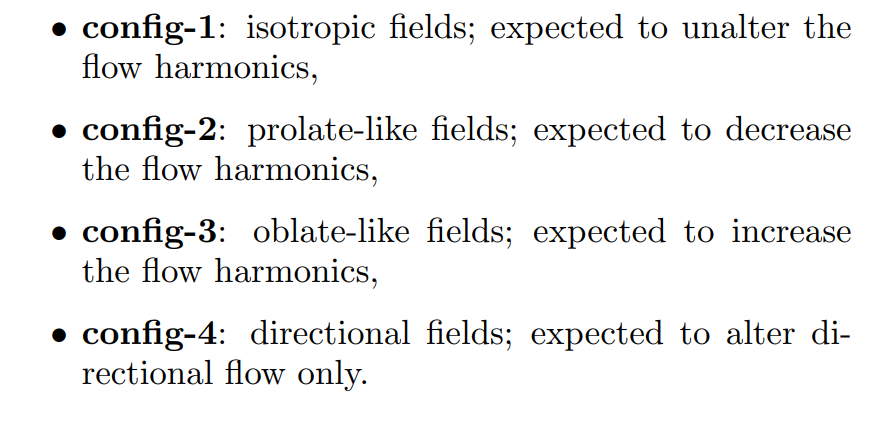 • config-1: isotropic fields; expected to unalter the
flow harmonics,
• config-2: prolate-like fields; expected to decrease
the flow harmonics,
• config-3: oblate-like fields; expected to increase
the flow harmonics,
• config-4: directional fields; expected to alter di-
rectional flow only.